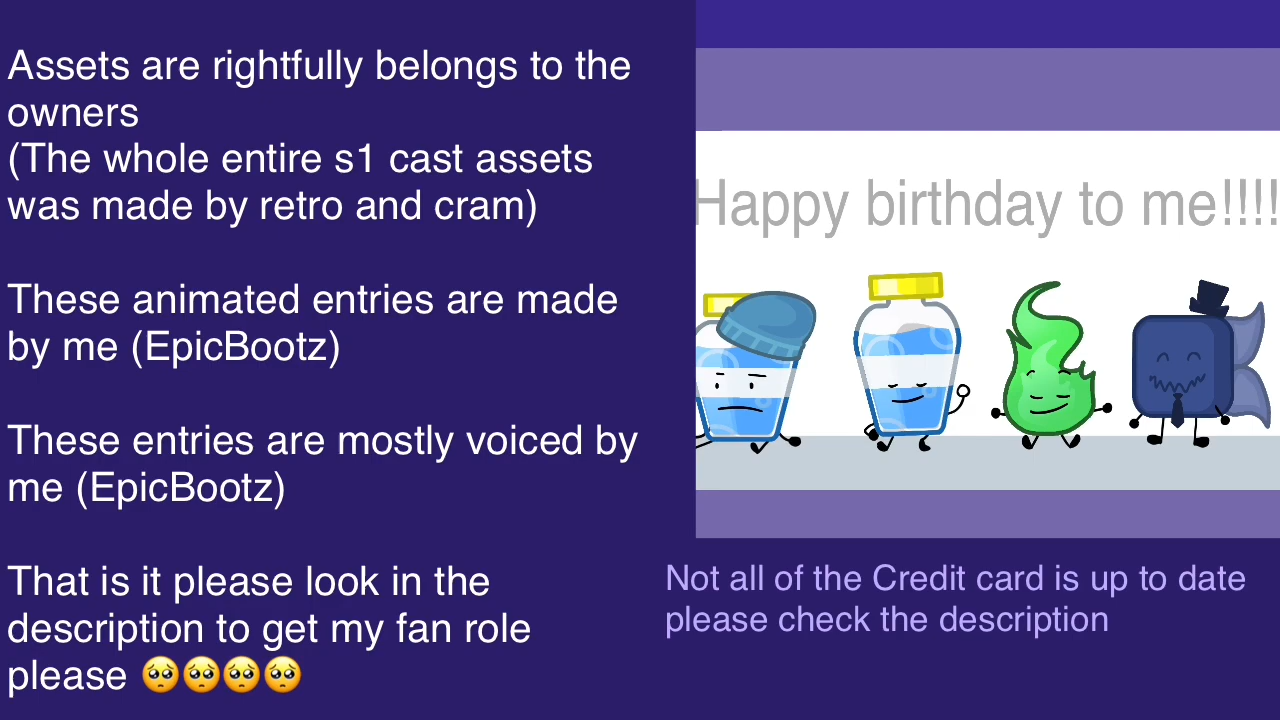 Assets are rightfully belongs to the
owners
(The whole entire s1 cast assets
was made by retro and cram)
These animated entries are made
by me (EpicBootz)
These entries are mostly voiced by
me (EpicBootz)
That is it please look in the
description to get my fan role
please 🥺🥺🥺🥺
Happy birthday to me!!!!
Not all of the Credit card is up to date
please check the description